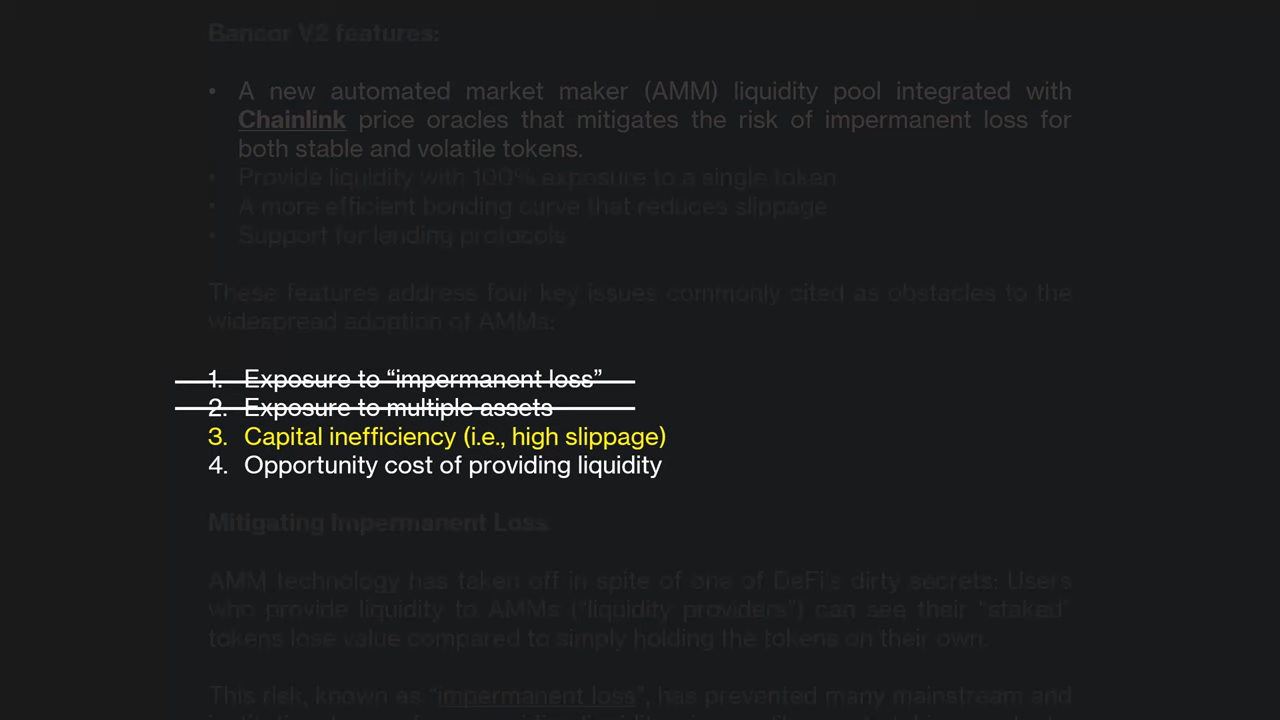 Bancor V2 features:
• A new automated market maker (AMM) liquidity pool integrated with
Chainlink price oracles that mitigates the risk of impermanent loss for
both stable and volatile tokens.
• Provide liquidity with 100% exposure to a single token
• A more efficient bonding curve that reduces slippage
• Support for lending protocols
These features address four key issues commonly cited as obstacles to the
widespread adoption of AMMs:
1. Exposure to “impermanent loss”
2. Exposure to multiple assets
3. Capital inefficiency (i.e., high slippage)
4. Opportunity cost of providing liquidity
Mitigating Impermanent Loss
AMM technology has taken off in spite of one of DeFi's dirty secrets: Users
who provide liquidity to AMMs (“liquidity providers”) can see their “staked”
tokens lose value compared to simply holding the tokens on their own.
This risk, known as “impermanent loss”, has prevented many mainstream and